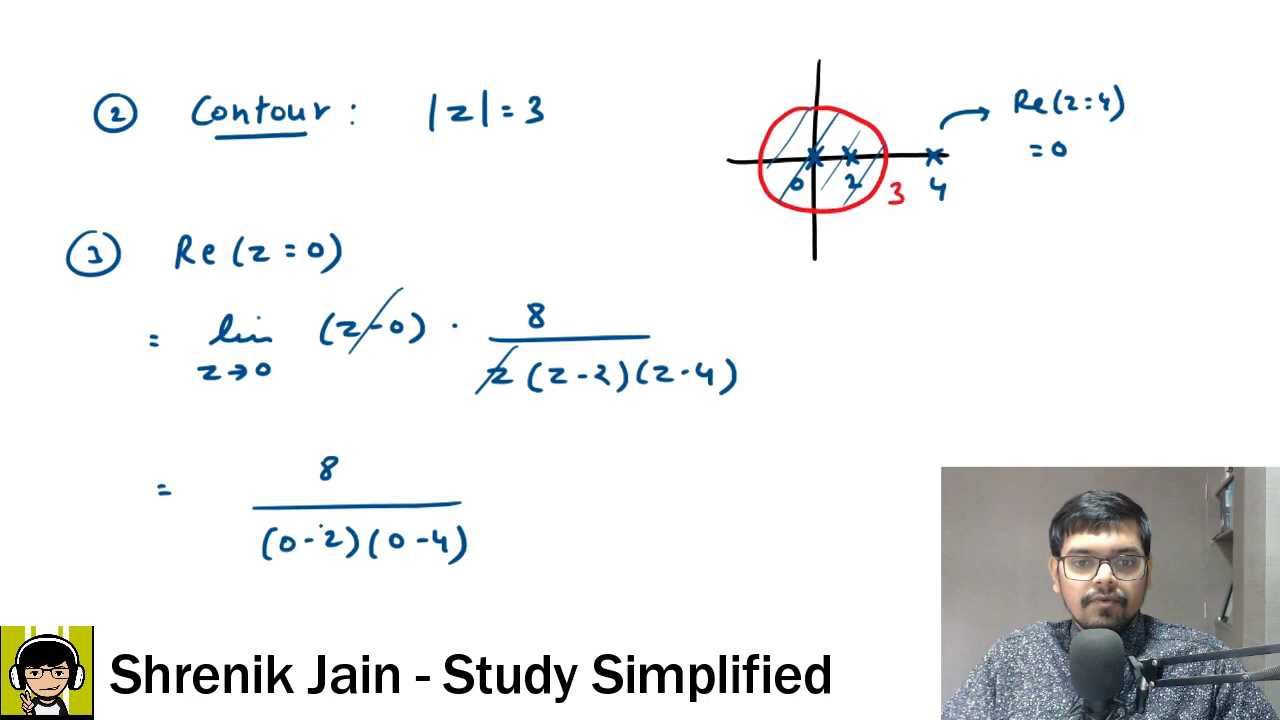 ② Contour : |z| = 3
Re(z=4)
= 0
0 2 3 4
③ Re(z=0)
= lim (z-0) . 8
z→0 z(z-2)(z-4)
= 8
(0-2)(0-4)
Shrenik Jain - Study Simplified